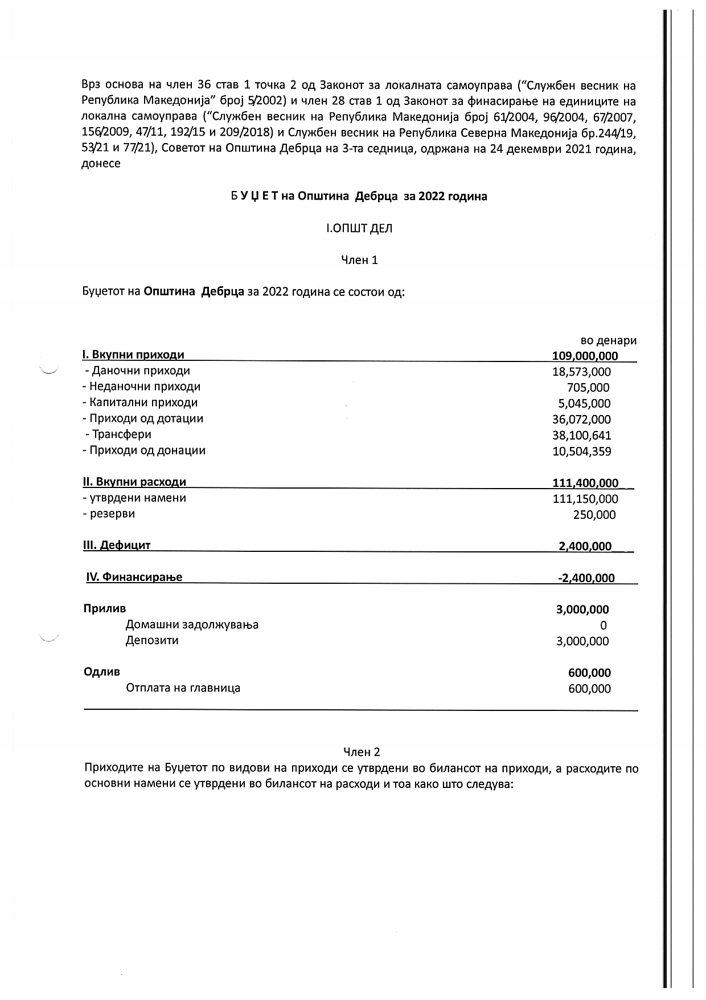 Врз основа на член 36 став 1 точка 2 од Законот за локалната самоуправа (“Службен весник на
Република Македонија” број 5/2002) и член 28 став 1 од Законот за финасирање на единиците на
локална самоуправа (“Службен весник на Република Македонија број 61/2004, 96/2004, 67/2007,
156/2009, 47/11, 192/15 и 209/2018) и Службен весник на Република Северна Македонија бр.244/19,
53/21 и 77/21), Советот на Општина Дебрца на 3-та седница, одржана на 24 декември 2021 година,
донесе
Б У Џ Е Т на Општина Дебрца за 2022 година
I.ОПШТ ДЕЛ
Член 1
Буџетот на Општина Дебрца за 2022 година се состои од:
во денари
I. Вкупни приходи 109,000,000
- Даночни приходи 18,573,000
- Неданочни приходи 705,000
- Капитални приходи 5,045,000
- Приходи од дотации 36,072,000
- Трансфери 38,100,641
- Приходи од донации 10,504,359
II. Вкупни расходи 111,400,000
- утврдени намени 111,150,000
- резерви 250,000
III. Дефицит 2,400,000
IV. Финансирање -2,400,000
Прилив 3,000,000
Домашни задолжувања 0
Депозити 3,000,000
Одлив 600,000
Отплата на главница 600,000
Член 2
Приходите на Буџетот по видови на приходи се утврдени во билансот на приходи, а расходите по
основни намени се утврдени во билансот на расходи и тоа како што следува: